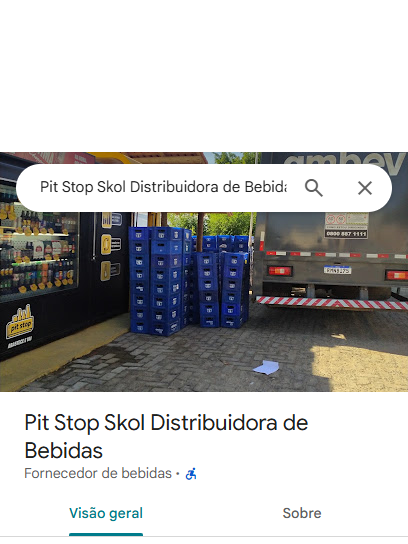 ambev
Pit Stop Skol Distribuidora de Bebida
0800 887 1111
pit stop
Pit Stop Skol Distribuidora de
Bebidas
Fornecedor de bebidas ·
Visão geral
Sobre